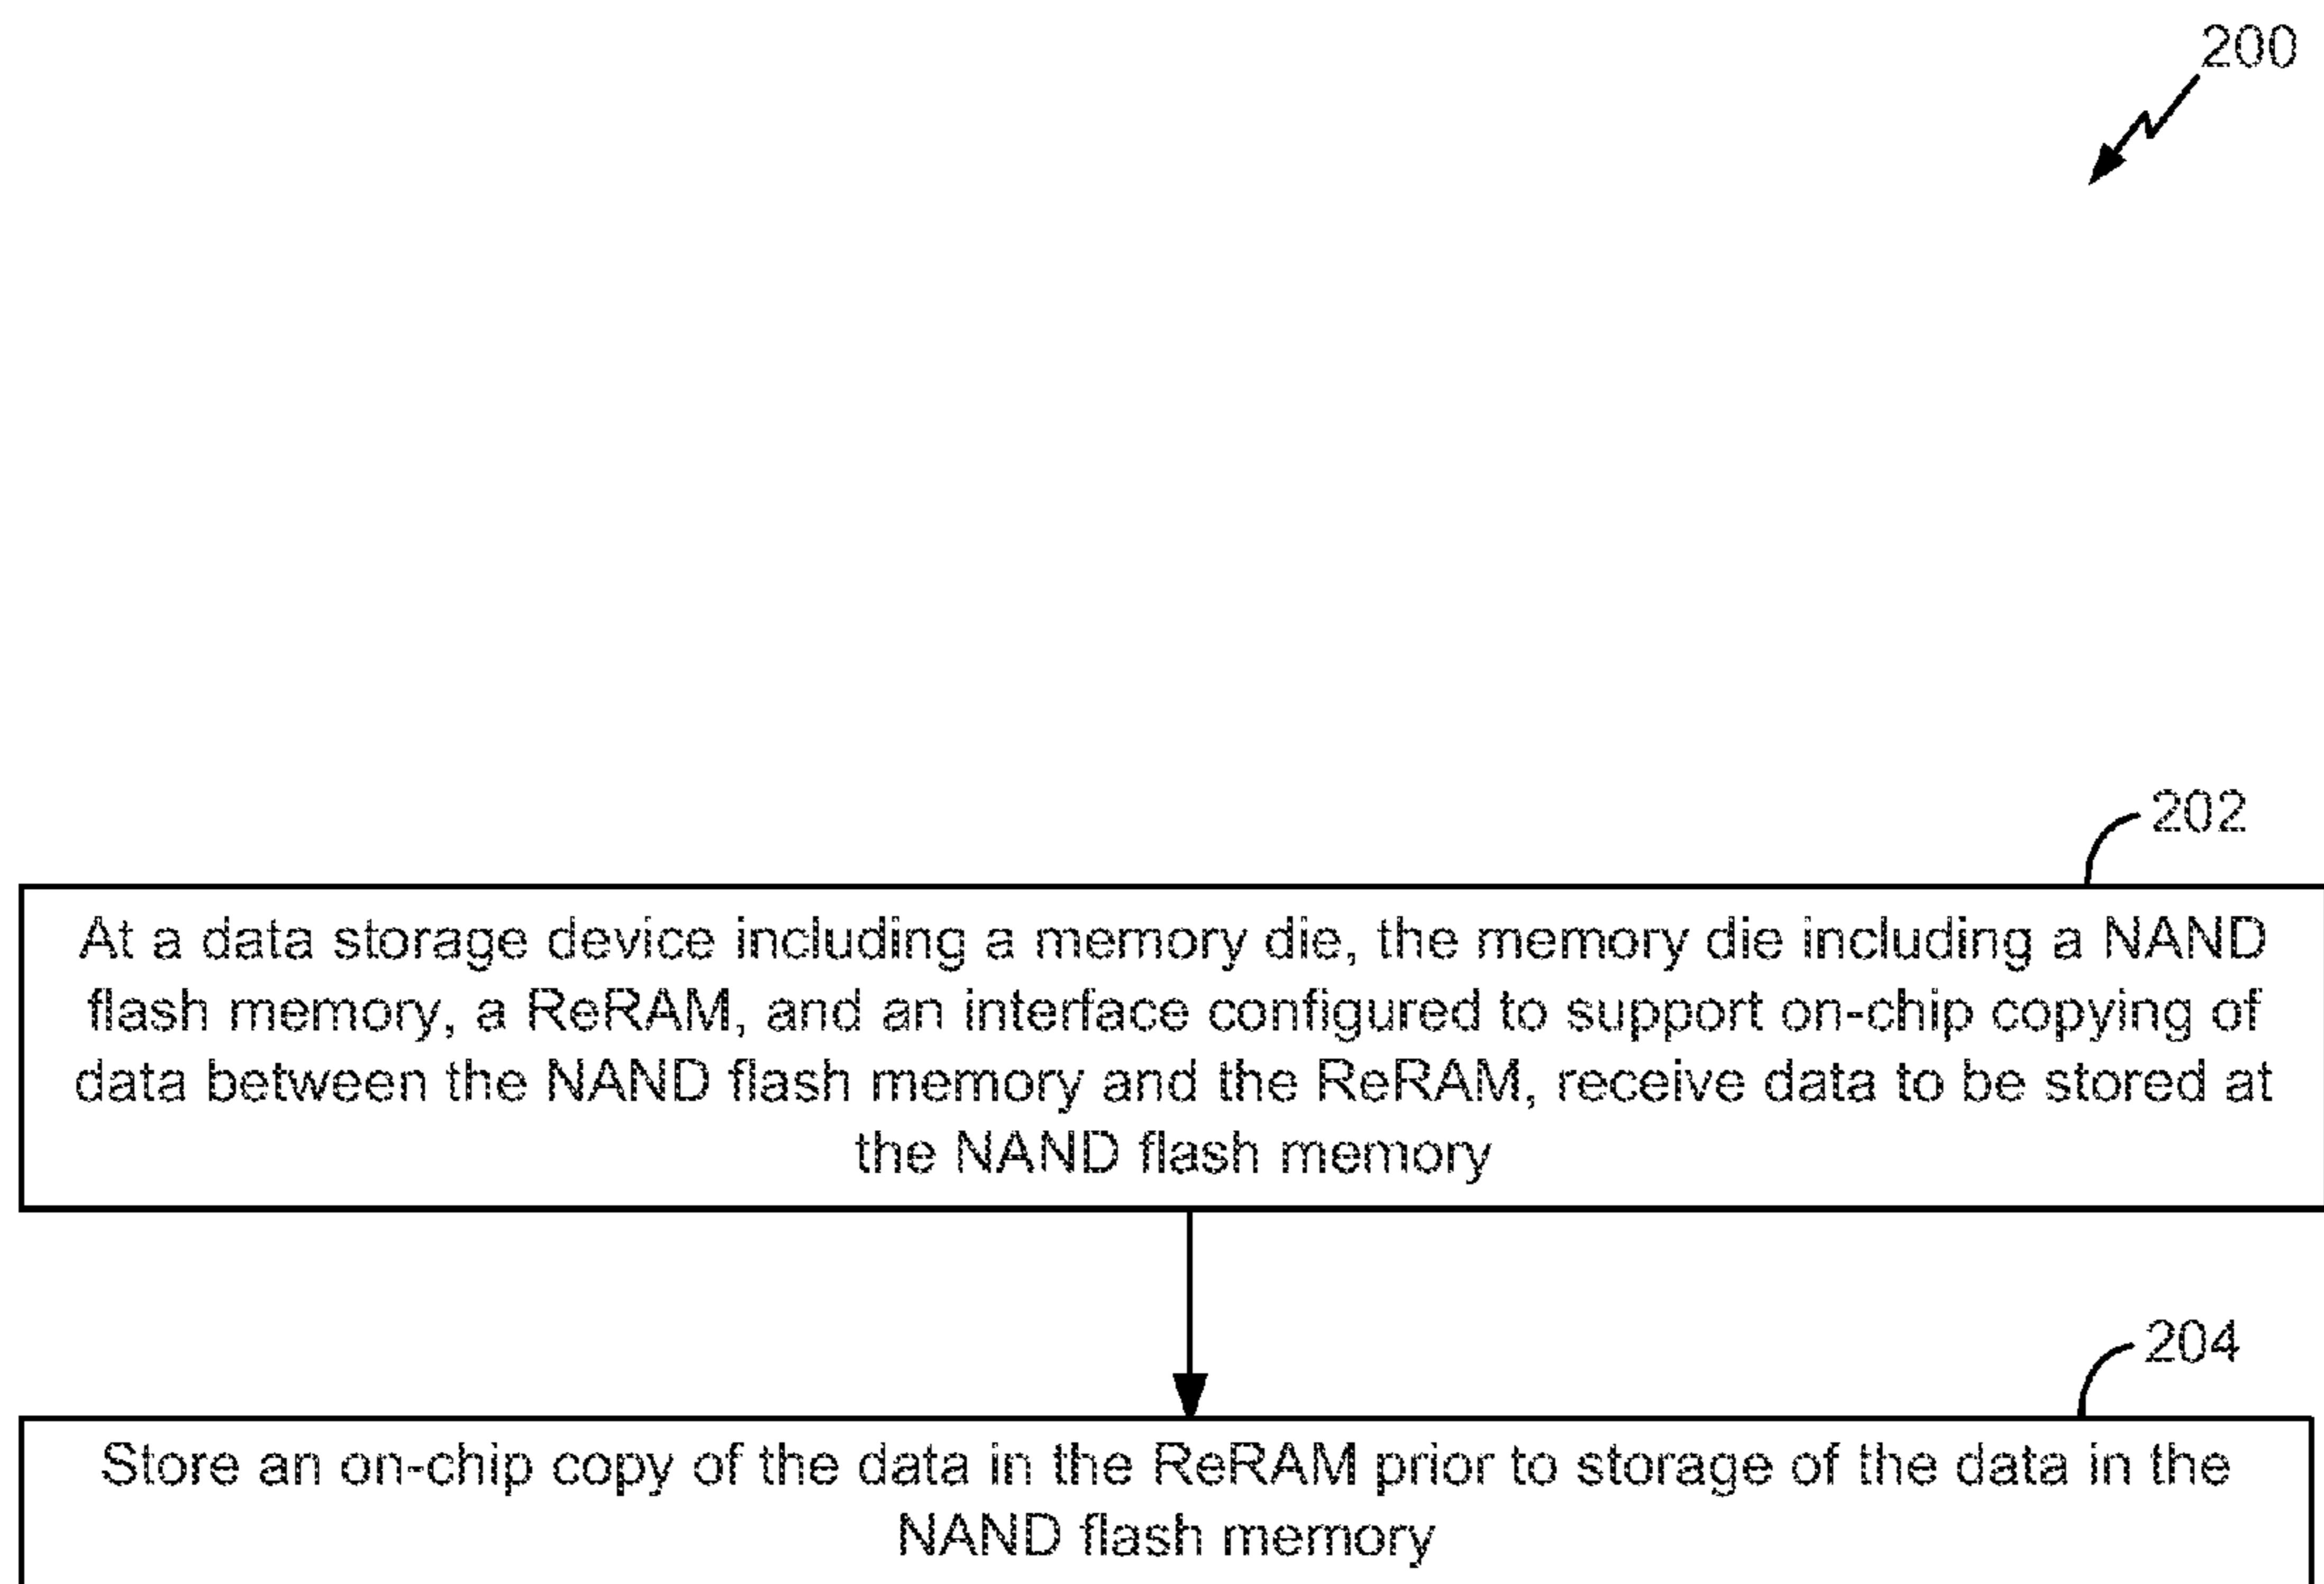 200
202
At a data storage device including a memory die, the memory die including a NAND
flash memory, a ReRAM, and an interface configured to support on-chip copying of
data between the NAND flash memory and the ReRAM, receive data to be stored at
the NAND flash memory
204
Store an on-chip copy of the data in the ReRAM prior to storage of the data in the
NAND flash memory